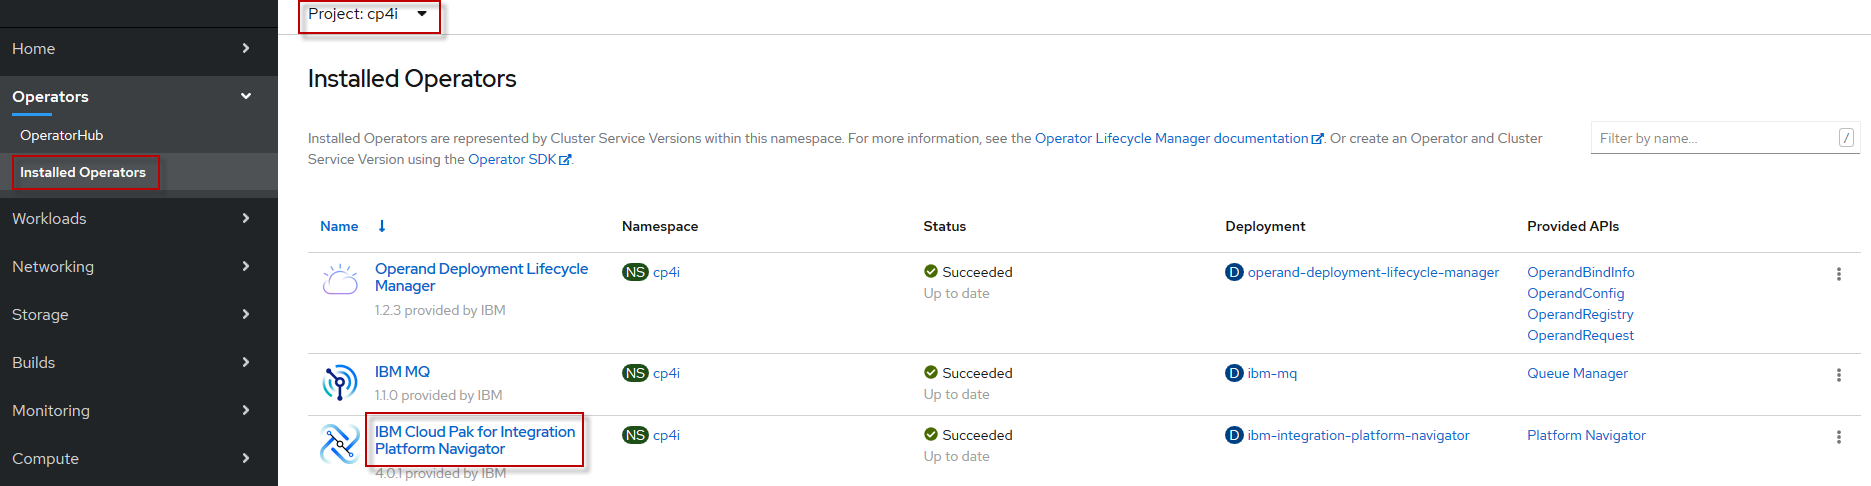 Project: cp4i
Home
Operators
OperatorHub
Installed Operators
Workloads
Networking
Storage
Builds
Monitoring
Compute
Installed Operators
Installed Operators are represented by Cluster Service Versions within this namespace. For more information, see the Operator Lifecycle Manager documentation. Or create an Operator and Cluster
Service Version using the Operator SDK.
Filter by name...
/
Name Namespace Status Deployment Provided APIs
Operand Deployment Lifecycle
Manager
1.2.3 provided by IBM
NS cp4i
Succeeded
Up to date
D operand-deployment-lifecycle-manager
OperandBindInfo
OperandConfig
OperandRegistry
OperandRequest
IBM MQ
1.1.0 provided by IBM
NS cp4i
Succeeded
Up to date
D ibm-mq
Queue Manager
IBM Cloud Pak for Integration
Platform Navigator
4.0.1 provided by IBM
NS cp4i
Succeeded
Up to date
D ibm-integration-platform-navigator
Platform Navigator